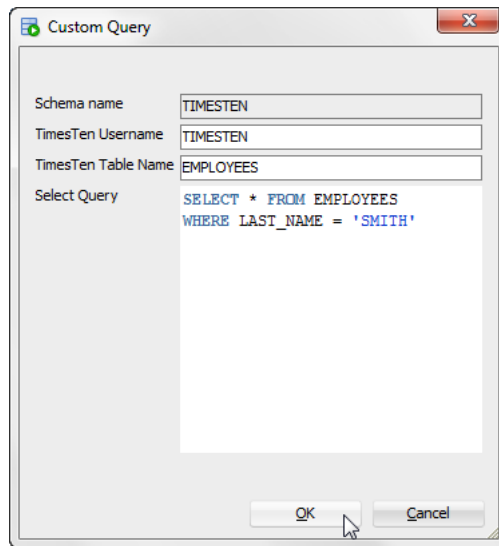 Custom Query
Schema name TIMESTEN
TimesTen Username TIMESTEN
TimesTen Table Name EMPLOYEES
Select Query SELECT * FROM EMPLOYEES
WHERE LAST_NAME = 'SMITH'
OK Cancel